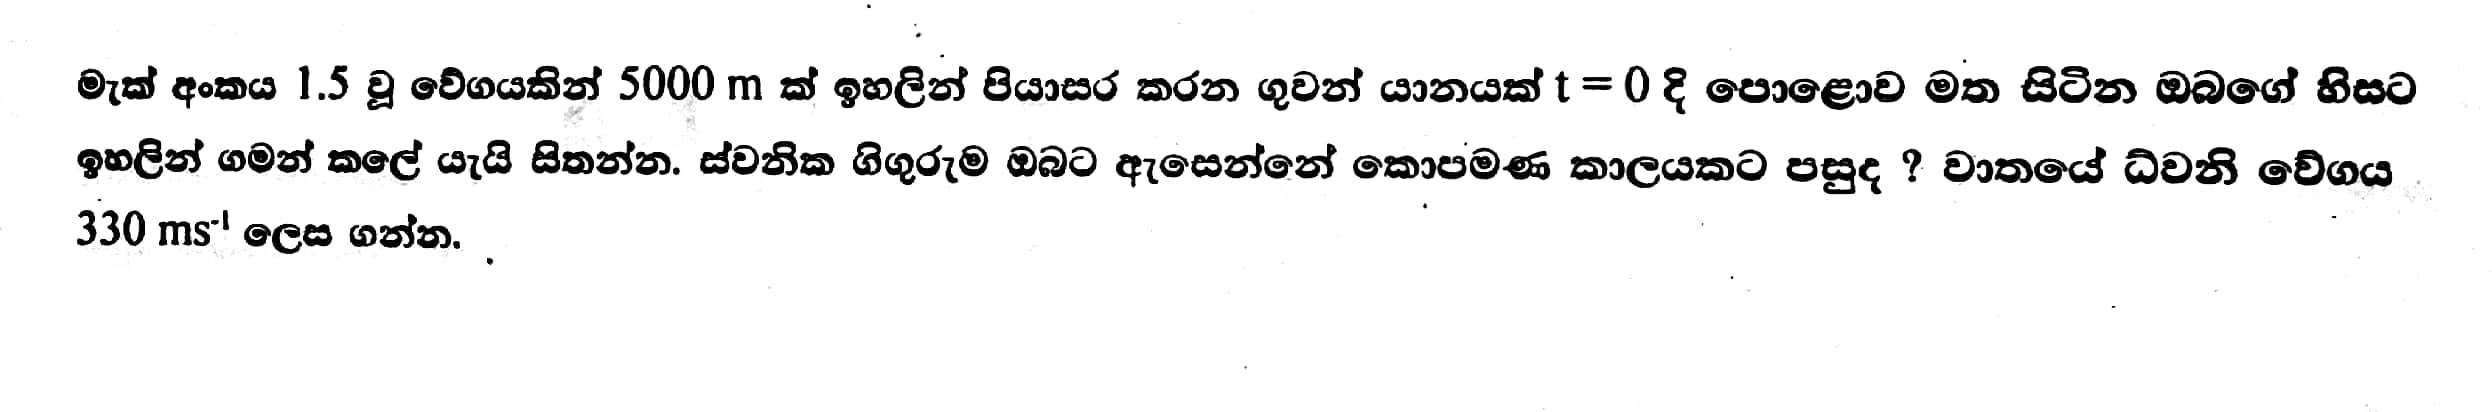 මැක් අංකය 1.5 වූ වේගයකින් 5000 m ක් ඉහලින් පියාසර කරන ගුවන් යානයක් t = 0 දි පොළොව මත සිටින ඔබගේ හිසට
ඉහලින් ගමන් කලේ යැයි සිතන්න. ස්වනික ගිගුරුම ඔබට ඇසෙන්නේ කොපමණ කාලයකට පසුද ? වාතයේ ධ්වනි වේගය
330 ms⁻¹ ලෙස ගන්න.